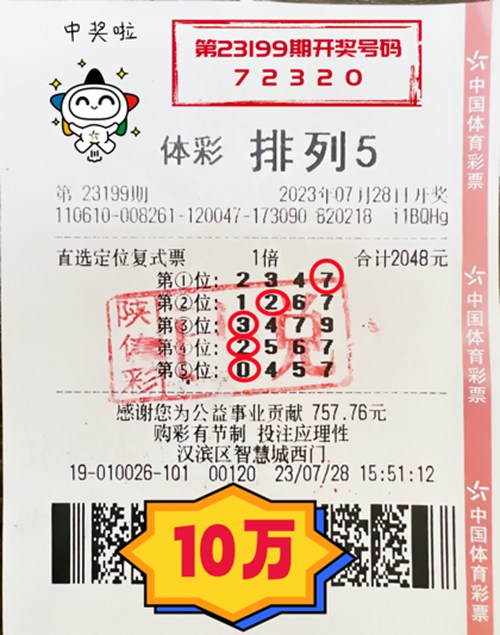 中奖啦
第23199期开奖号码
72320
体彩 排列5
第 23199期 2023年07月28日开奖
110610-008261-120047-173090 820218 i1BQHg
直选定位复式票 1倍 合计2048元
第①位: 2 3 4 7
第②位: 1 2 6 7
第③位: 3 4 7 9
第④位: 2 5 6 7
第⑤位: 0 4 5 7
陕体彩
兑
感谢您为公益事业贡献 757.76元
购彩有节制 投注应理性
汉滨区智慧城西门
19-010026-101 00120 23/07/28 15:51:12
10万
中国体育彩票
中国体育彩票
中国体育彩票